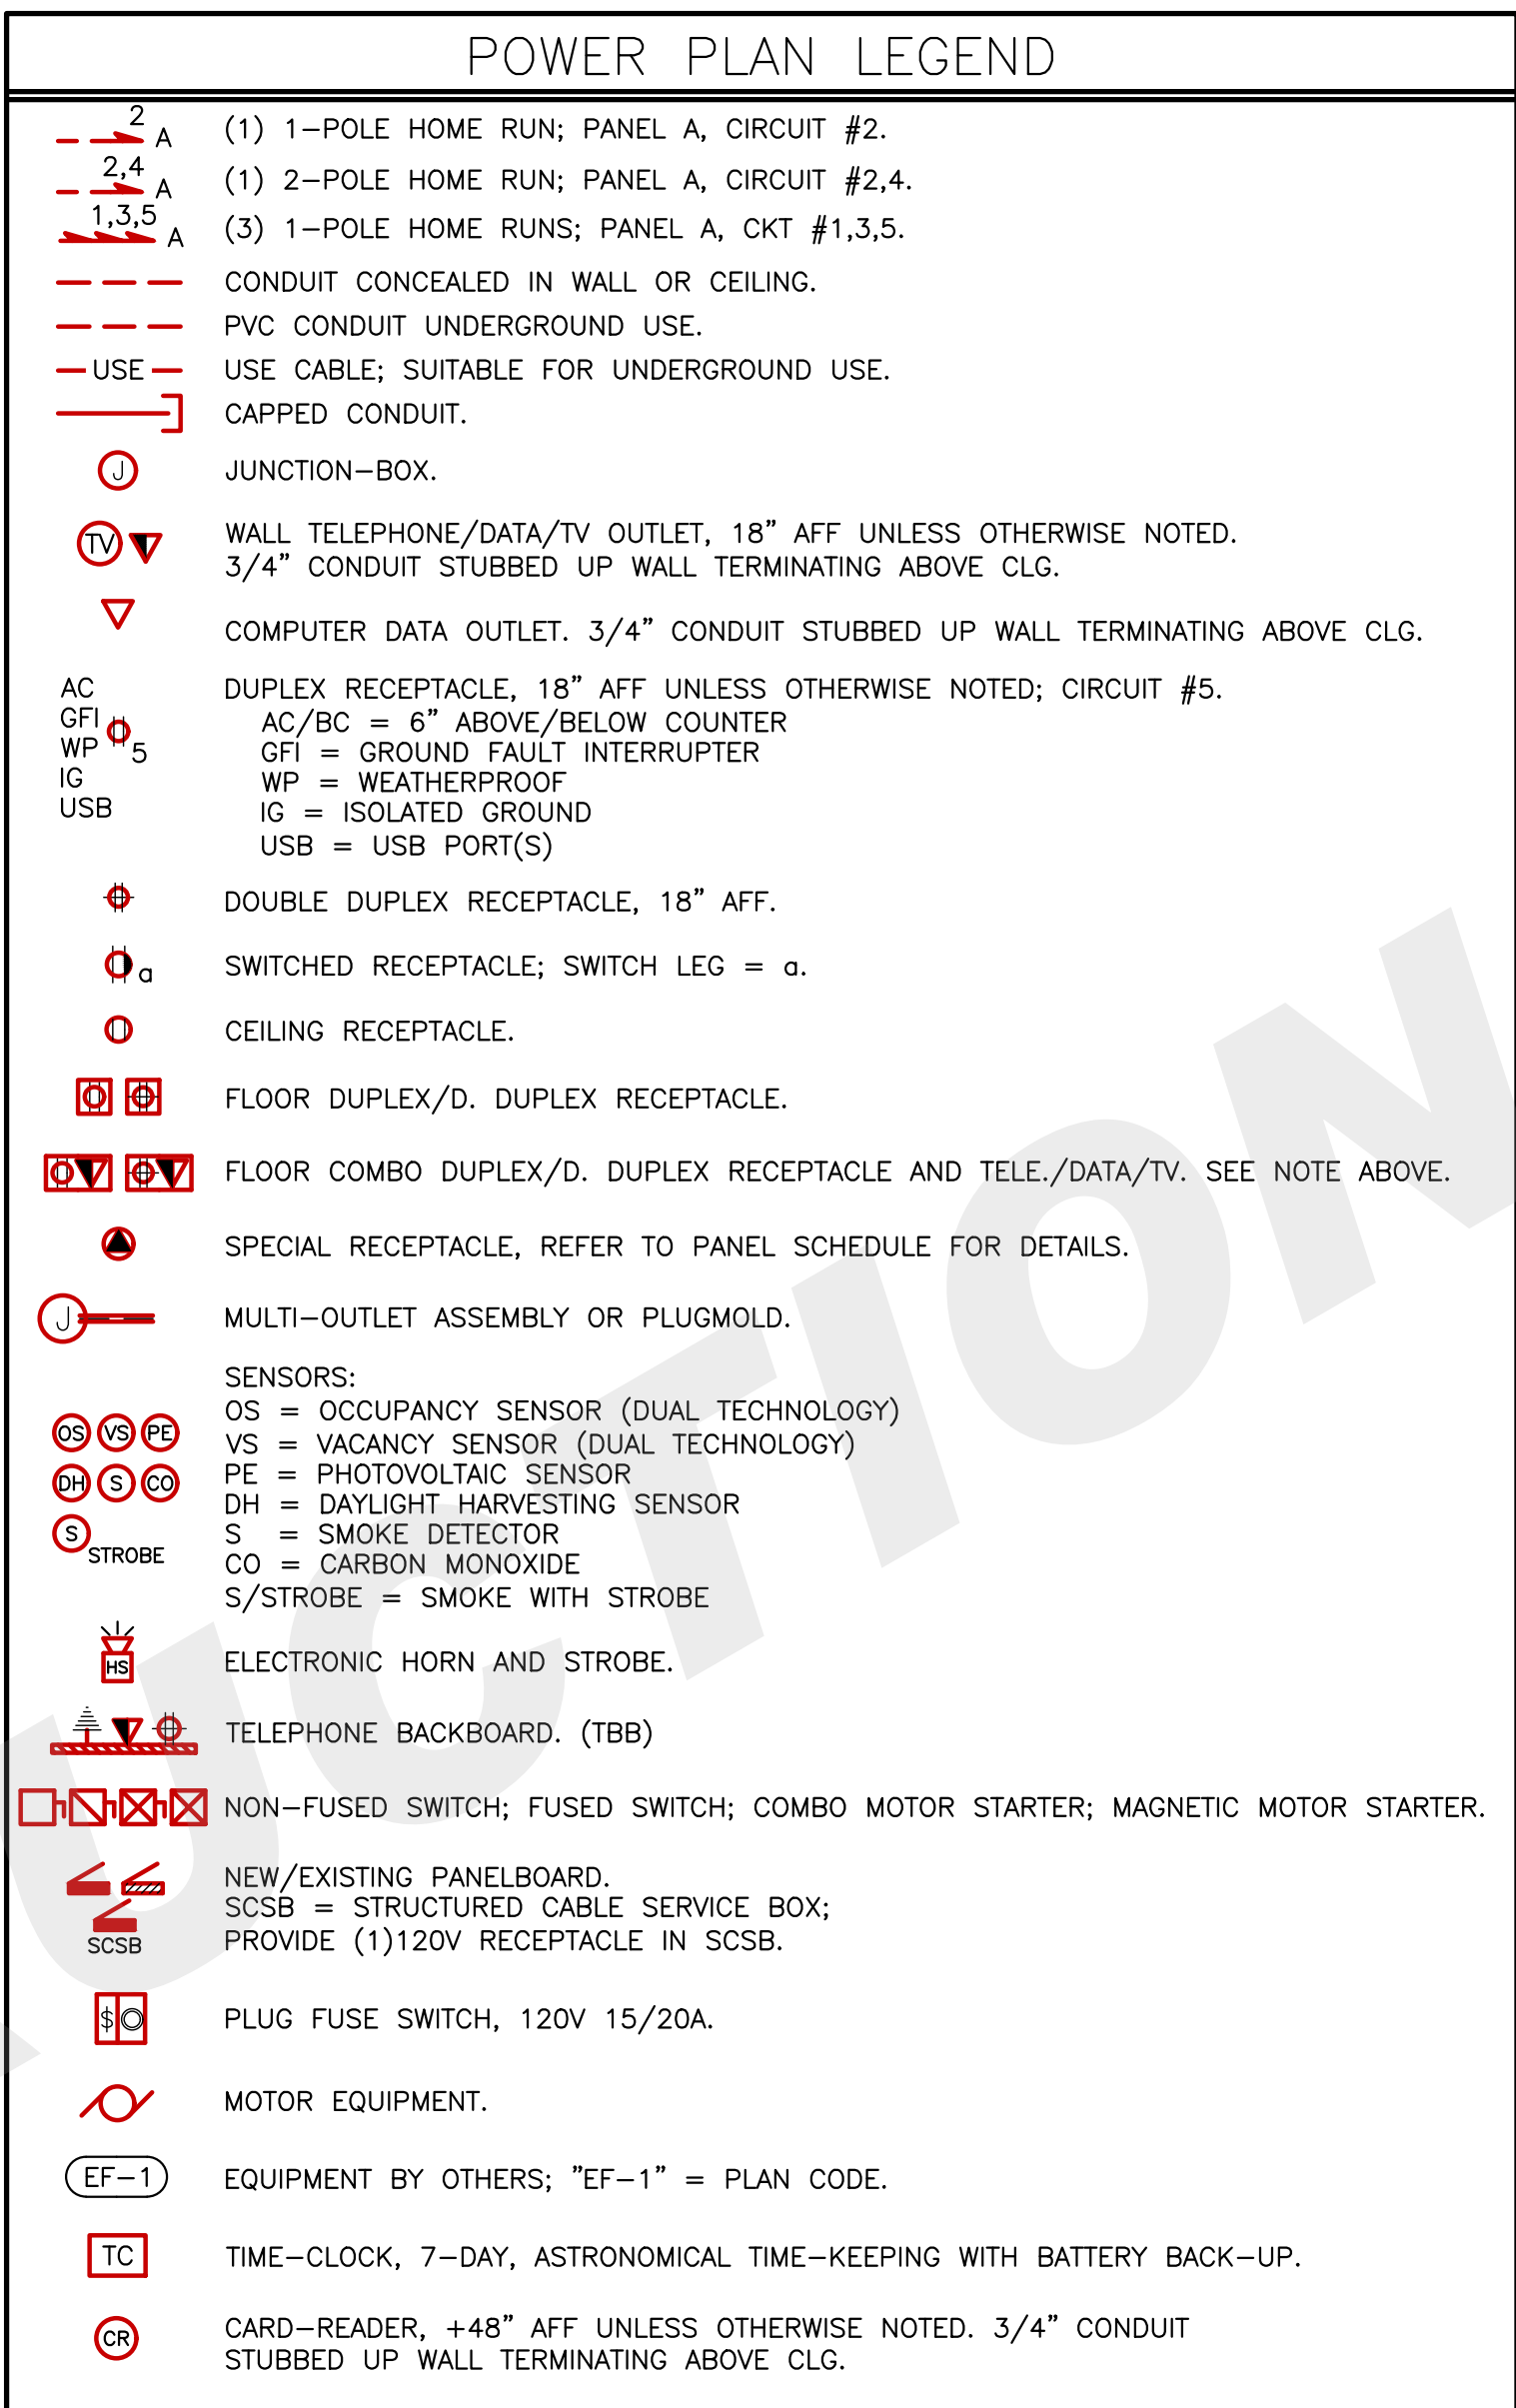 POWER PLAN LEGEND
2 A (1) 1-POLE HOME RUN; PANEL A, CIRCUIT #2.
2,4 A (1) 2-POLE HOME RUN; PANEL A, CIRCUIT #2,4.
1,3,5 A (3) 1-POLE HOME RUNS; PANEL A, CKT #1,3,5.
CONDUIT CONCEALED IN WALL OR CEILING.
PVC CONDUIT UNDERGROUND USE.
USE USE CABLE; SUITABLE FOR UNDERGROUND USE.
CAPPED CONDUIT.
J JUNCTION-BOX.
TV WALL TELEPHONE/DATA/TV OUTLET, 18" AFF UNLESS OTHERWISE NOTED.
3/4" CONDUIT STUBBED UP WALL TERMINATING ABOVE CLG.
COMPUTER DATA OUTLET. 3/4" CONDUIT STUBBED UP WALL TERMINATING ABOVE CLG.
AC DUPLEX RECEPTACLE, 18" AFF UNLESS OTHERWISE NOTED; CIRCUIT #5.
GFI AC/BC = 6" ABOVE/BELOW COUNTER
WP 5 GFI = GROUND FAULT INTERRUPTER
IG WP = WEATHERPROOF
USB IG = ISOLATED GROUND
USB = USB PORT(S)
DOUBLE DUPLEX RECEPTACLE, 18" AFF.
a SWITCHED RECEPTACLE; SWITCH LEG = a.
CEILING RECEPTACLE.
FLOOR DUPLEX/D. DUPLEX RECEPTACLE.
FLOOR COMBO DUPLEX/D. DUPLEX RECEPTACLE AND TELE./DATA/TV. SEE NOTE ABOVE.
SPECIAL RECEPTACLE, REFER TO PANEL SCHEDULE FOR DETAILS.
J MULTI-OUTLET ASSEMBLY OR PLUGMOLD.
SENSORS:
OS = OCCUPANCY SENSOR (DUAL TECHNOLOGY)
OS VS PE VS = VACANCY SENSOR (DUAL TECHNOLOGY)
PE = PHOTOVOLTAIC SENSOR
DH S CO DH = DAYLIGHT HARVESTING SENSOR
S S = SMOKE DETECTOR
STROBE CO = CARBON MONOXIDE
S/STROBE = SMOKE WITH STROBE
HS ELECTRONIC HORN AND STROBE.
TELEPHONE BACKBOARD. (TBB)
NON-FUSED SWITCH; FUSED SWITCH; COMBO MOTOR STARTER; MAGNETIC MOTOR STARTER.
NEW/EXISTING PANELBOARD.
SCSB = STRUCTURED CABLE SERVICE BOX;
SCSB PROVIDE (1)120V RECEPTACLE IN SCSB.
$ PLUG FUSE SWITCH, 120V 15/20A.
MOTOR EQUIPMENT.
EF-1 EQUIPMENT BY OTHERS; "EF-1" = PLAN CODE.
TC TIME-CLOCK, 7-DAY, ASTRONOMICAL TIME-KEEPING WITH BATTERY BACK-UP.
CR CARD-READER, +48" AFF UNLESS OTHERWISE NOTED. 3/4" CONDUIT
STUBBED UP WALL TERMINATING ABOVE CLG.
UCTION